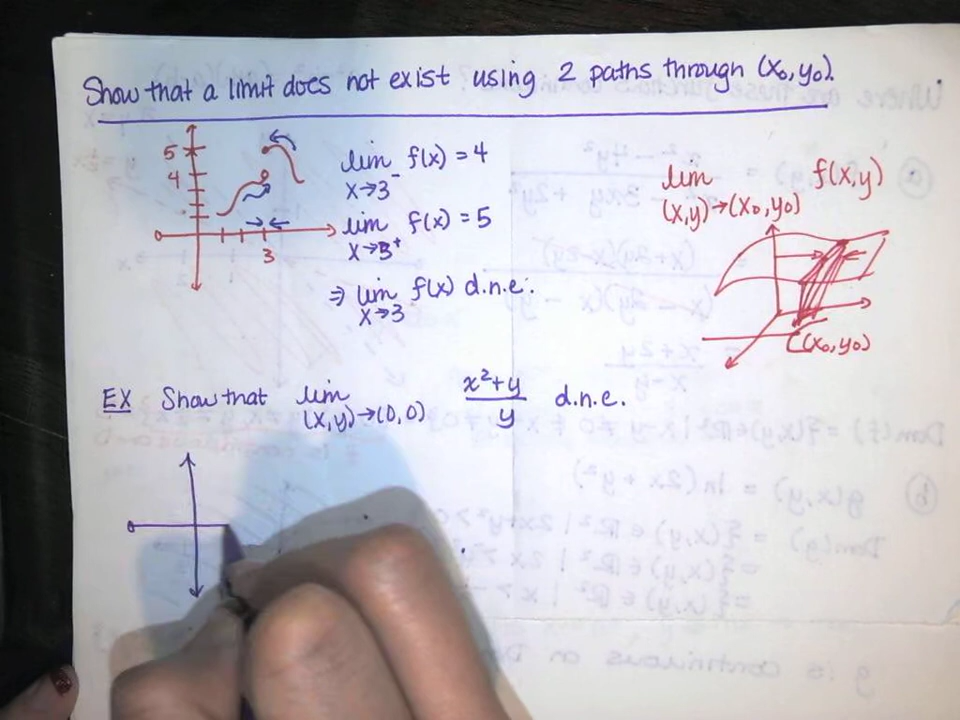 Show that a limit does not exist using 2 paths through (x₀,y₀).
5
4
3
lim f(x) = 4
x→3⁻
lim f(x) = 5
x→3⁺
⇒ lim f(x) d.n.e.
x→3
lim f(x,y)
(x,y)→(x₀,y₀)
(x₀,y₀)
EX Show that lim x²+y d.n.e.
(x,y)→(0,0) y